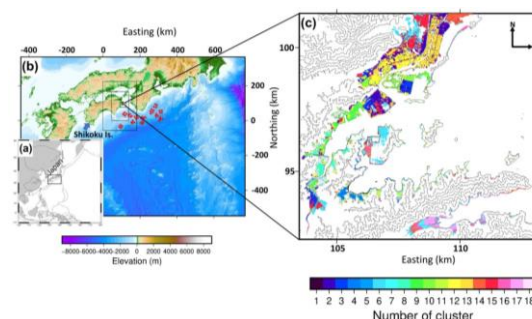 Easting (km)
-400 -200 0 200 400 600
(b)
Shikoku Is.
(a)
Japan
200
0
-200
-400
Northing (km)
-8000 -6000 -4000 -2000 0 2000 4000 6000 8000
Elevation (m)
(c)
N
100
95
105 110
Easting (km)
1 2 3 4 5 6 7 8 9 10 11 12 13 14 15 16 17 18
Number of cluster